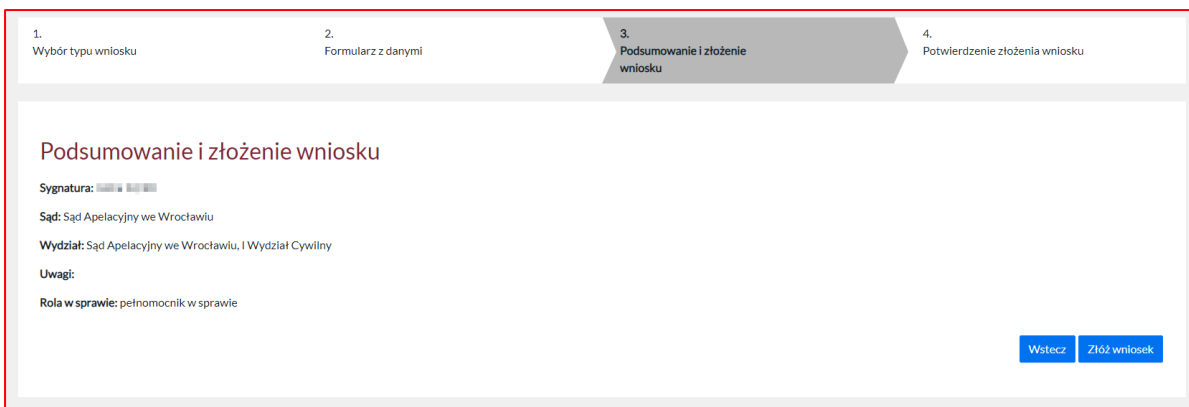 1.
Wybór typu wniosku
2.
Formularz z danymi
3.
Podsumowanie i złożenie
wniosku
4.
Potwierdzenie złożenia wniosku
Podsumowanie i złożenie wniosku
Sygnatura:
Sąd: Sąd Apelacyjny we Wrocławiu
Wydział: Sąd Apelacyjny we Wrocławiu, I Wydział Cywilny
Uwagi:
Rola w sprawie: pełnomocnik w sprawie
Wstecz Złóż wniosek